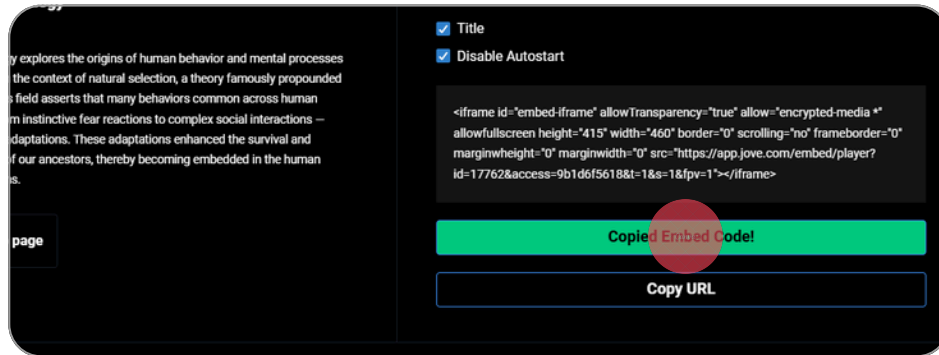 y explores the origins of human behavior and mental processes
the context of natural selection, a theory famously propounded
field asserts that many behaviors common across human
m instinctive fear reactions to complex social interactions —
adaptations. These adaptations enhanced the survival and
f our ancestors, thereby becoming embedded in the human
s.
page
Title
Disable Autostart
<iframe id="embed-iframe" allowTransparency="true" allow="encrypted-media *"
allowfullscreen height="415" width="460" border="0" scrolling="no" frameborder="0"
marginwheight="0" marginwidth="0" src="https://app.jove.com/embed/player?
id=17762&access=9b1d6f5618&t=1&s=1&fpv=1"></iframe>
Copied Embed Code!
Copy URL